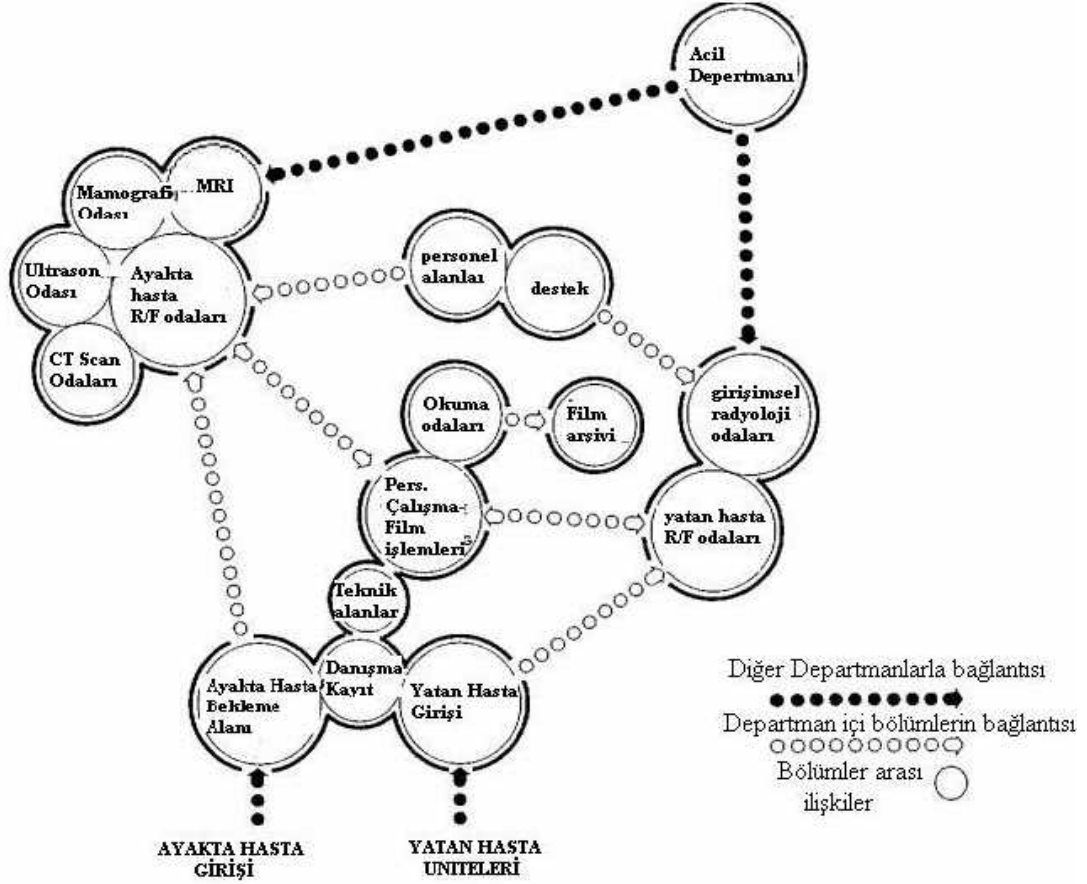 Acil
Depertmanı
MRI
Mamografi
Odası
Ultrason
Odası
Ayakta
hasta
R/F odaları
CT Scan
Odaları
personel
alanları
destek
girişimsel
radyoloji
odaları
Okuma
odaları
Film
arşivi
Pers.
Çalışma-
Film
işlemleri
yatan hasta
R/F odaları
Teknik
alanlar
Danışma
Kayıt
Ayakta Hasta
Bekleme
Alanı
Yatan Hasta
Girişi
AYAKTA HASTA
GİRİŞİ
YATAN HASTA
UNITELERİ
Diğer Departmanlarla bağlantısı
Departman içi bölümlerin bağlantısı
Bölümler arası
ilişkiler